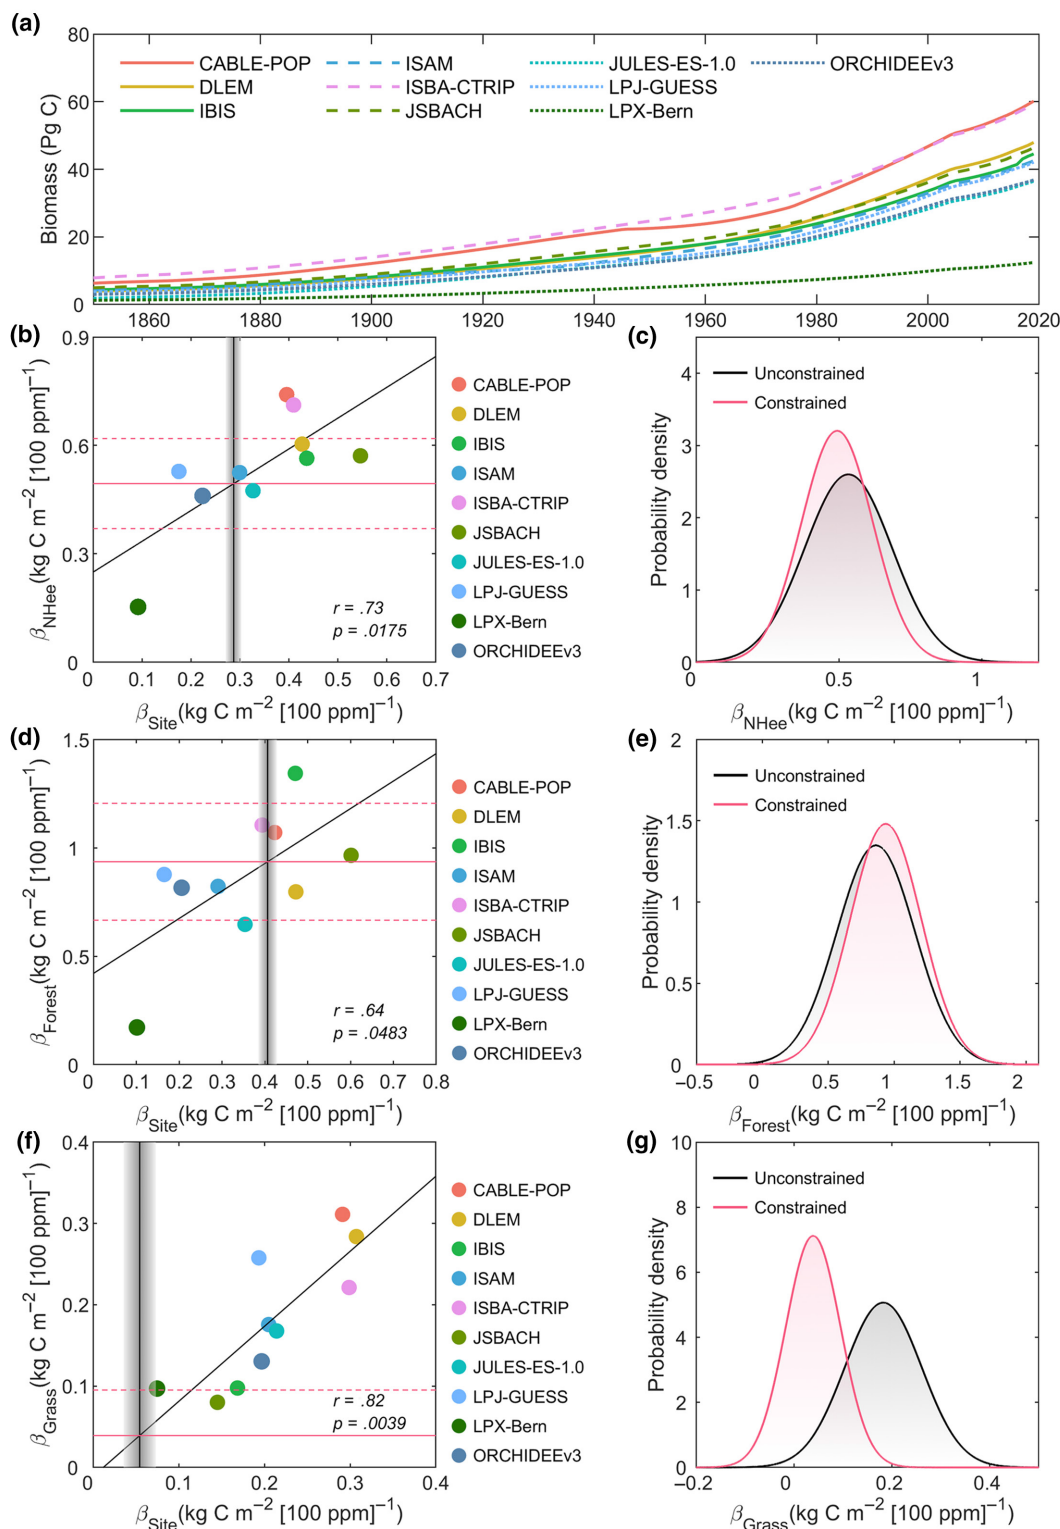 (a)
80
60
40
20
0
Biomass (Pg C)
CABLE-POP
DLEM
IBIS
ISAM
ISBA-CTRIP
JSBACH
JULES-ES-1.0
LPJ-GUESS
LPX-Bern
ORCHIDEEv3
1860 1880 1900 1920 1940 1960 1980 2000 2020
(b)
0.9
0.6
0.3
0
β_NHee(kg C m⁻² [100 ppm]⁻¹)
r = .73
p = .0175
0 0.1 0.2 0.3 0.4 0.5 0.6 0.7
β_Site(kg C m⁻² [100 ppm]⁻¹)
CABLE-POP
DLEM
IBIS
ISAM
ISBA-CTRIP
JSBACH
JULES-ES-1.0
LPJ-GUESS
LPX-Bern
ORCHIDEEv3
(c)
4
3
2
1
0
Probability density
Unconstrained
Constrained
0 0.5 1
β_NHee(kg C m⁻² [100 ppm]⁻¹)
(d)
1.5
1
0.5
0
β_Forest(kg C m⁻² [100 ppm]⁻¹)
r = .64
p = .0483
0 0.1 0.2 0.3 0.4 0.5 0.6 0.7 0.8
β_Site(kg C m⁻² [100 ppm]⁻¹)
CABLE-POP
DLEM
IBIS
ISAM
ISBA-CTRIP
JSBACH
JULES-ES-1.0
LPJ-GUESS
LPX-Bern
ORCHIDEEv3
(e)
2
1.5
1
0.5
0
Probability density
Unconstrained
Constrained
−0.5 0 0.5 1 1.5 2
β_Forest(kg C m⁻² [100 ppm]⁻¹)
(f)
0.4
0.3
0.2
0.1
0
β_Grass(kg C m⁻² [100 ppm]⁻¹)
r = .82
p = .0039
0 0.1 0.2 0.3 0.4
β_Site(kg C m⁻² [100 ppm]⁻¹)
CABLE-POP
DLEM
IBIS
ISAM
ISBA-CTRIP
JSBACH
JULES-ES-1.0
LPJ-GUESS
LPX-Bern
ORCHIDEEv3
(g)
10
8
6
4
2
0
Probability density
Unconstrained
Constrained
−0.2 0 0.2 0.4
β_Grass(kg C m⁻² [100 ppm]⁻¹)